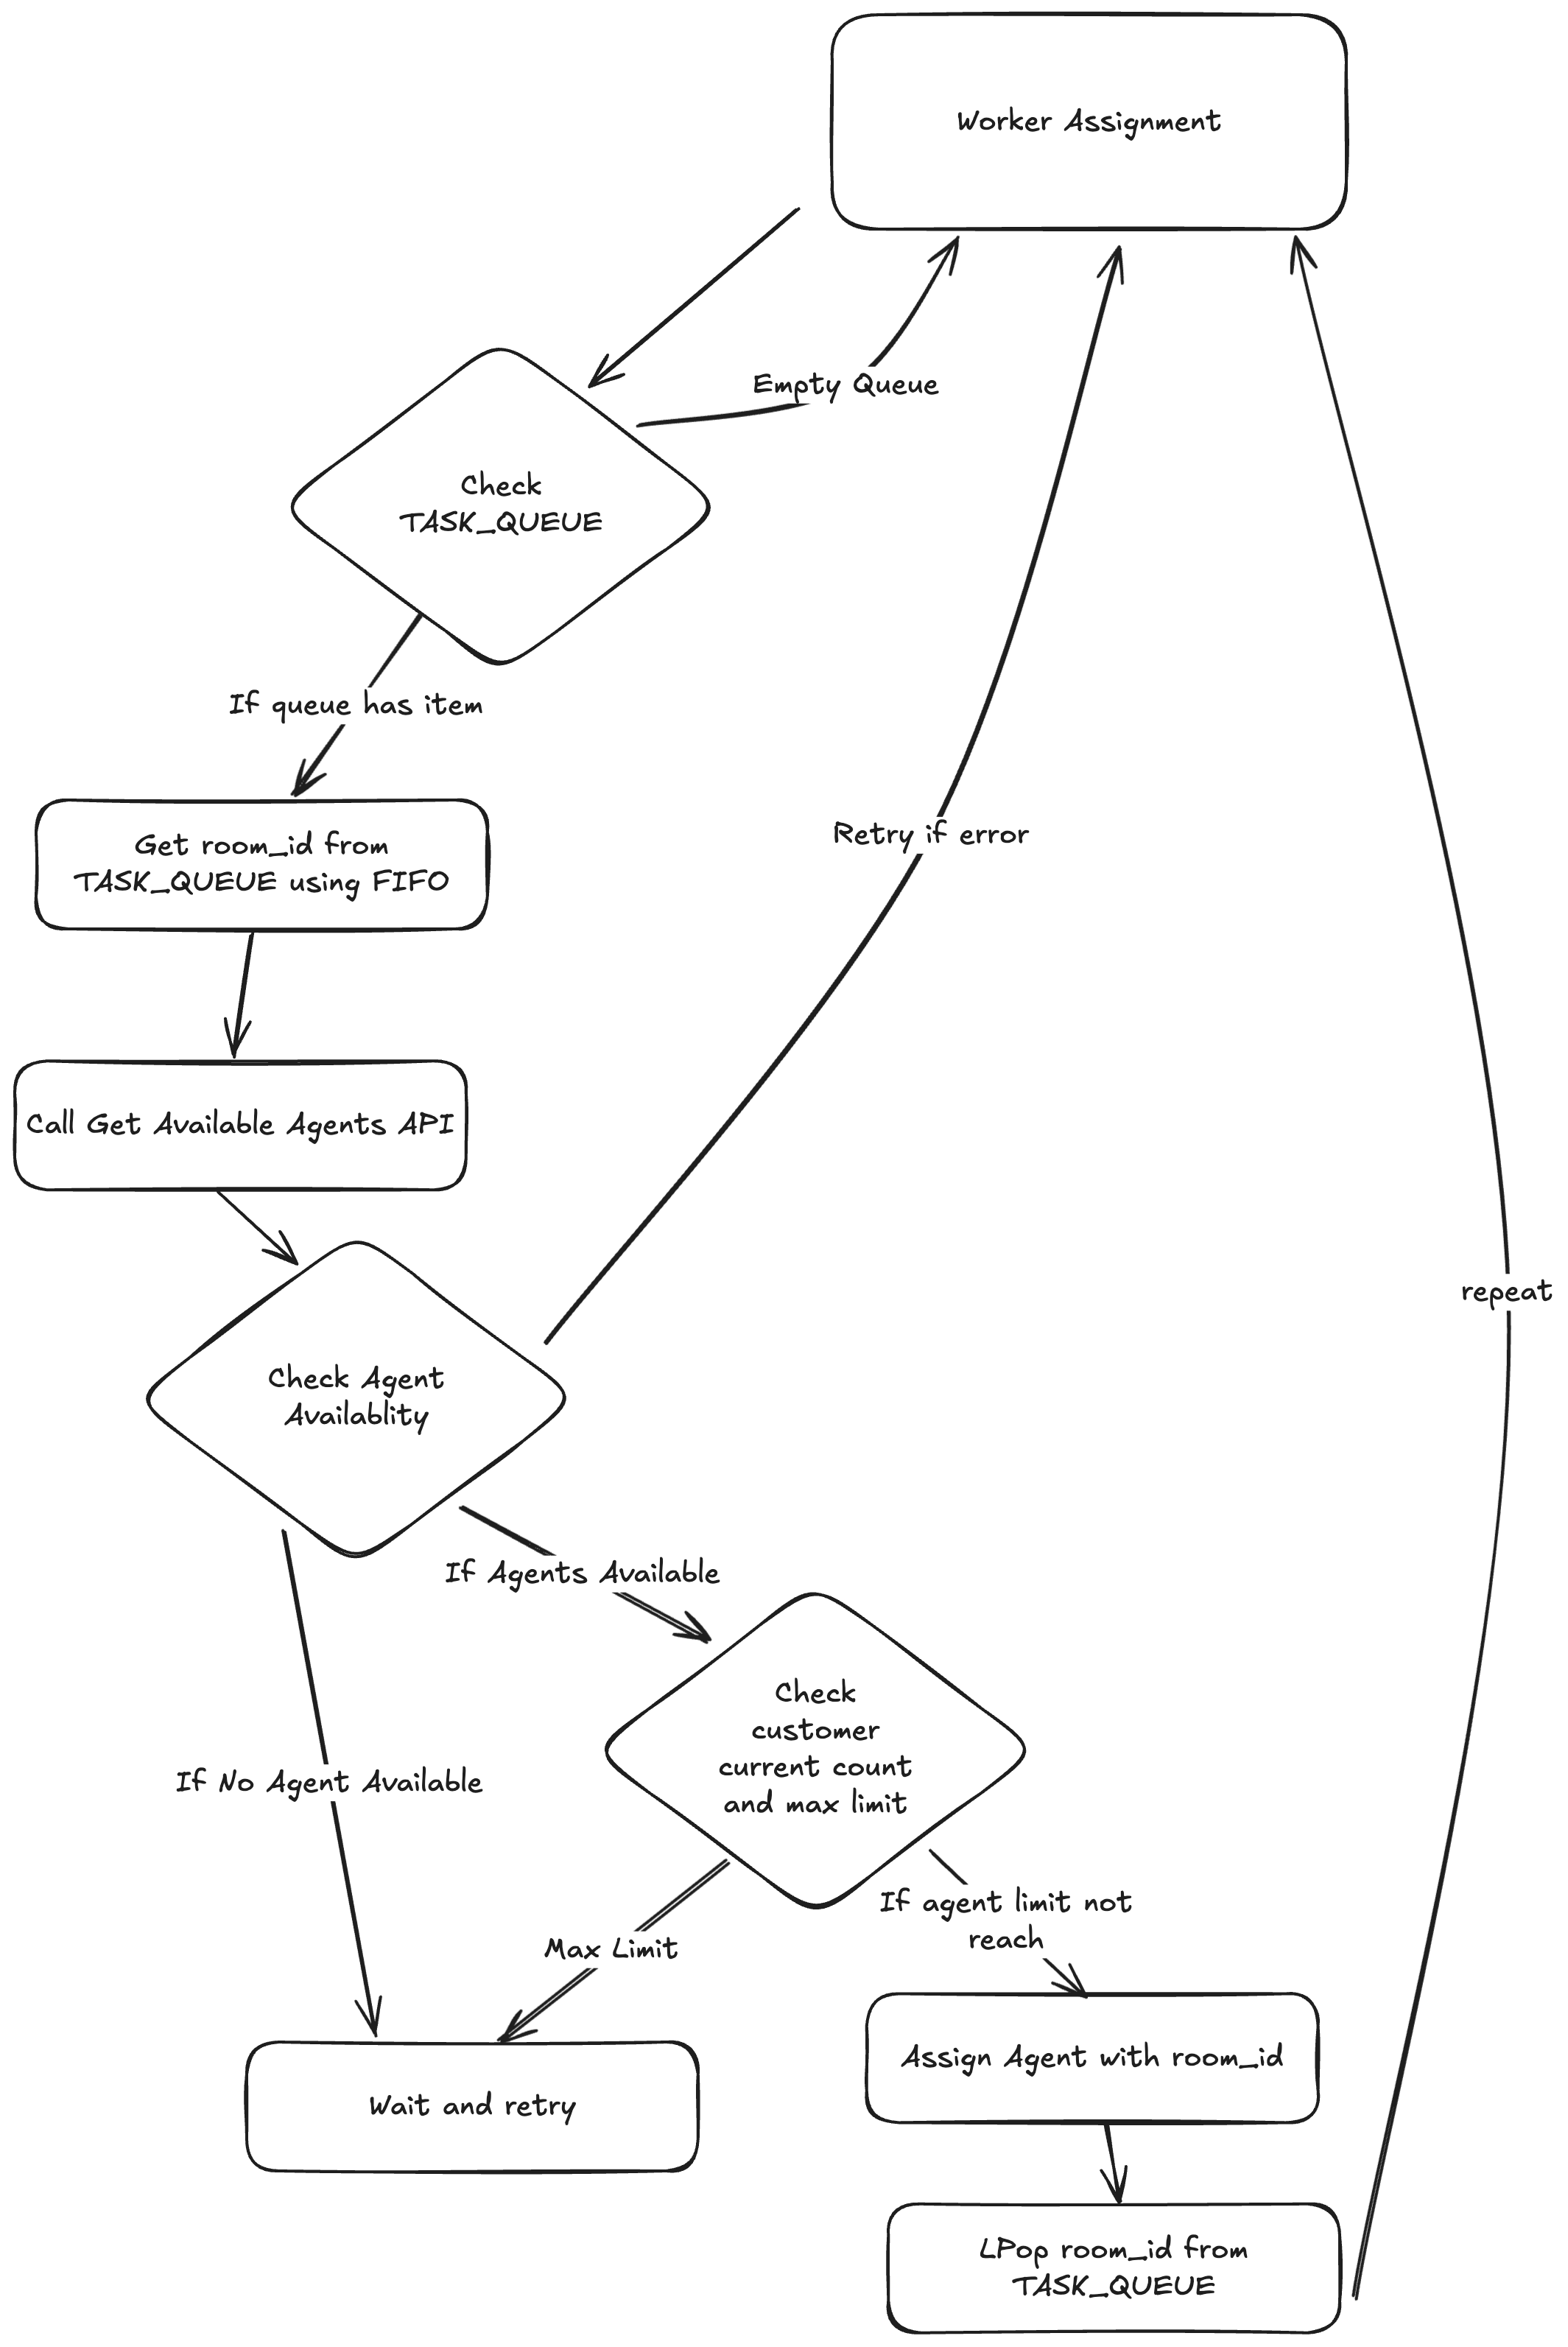 Worker Assignment
Empty Queue
Check
TASK_QUEUE
If queue has item
Retry if error
Get room_id from
TASK_QUEUE using FIFO
Call Get Available Agents API
repeat
Check Agent
Availablity
If Agents Available
Check
customer
current count
and max limit
If No Agent Available
If agent limit not
reach
Max Limit
Assign Agent with room_id
Wait and retry
LPop room_id from
TASK_QUEUE